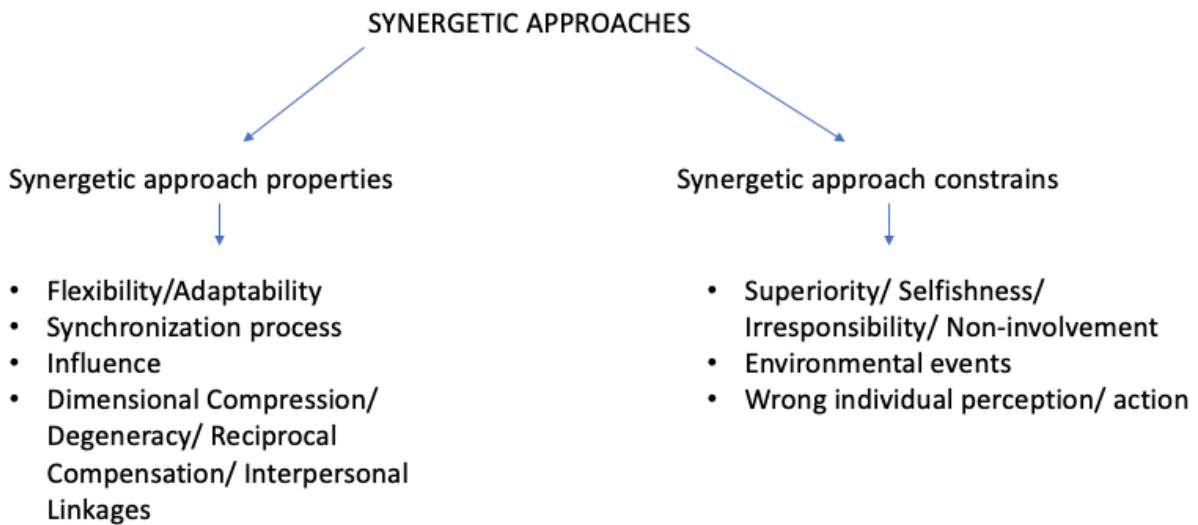 SYNERGETIC APPROACHES
Synergetic approach properties
• Flexibility/Adaptability
• Synchronization process
• Influence
• Dimensional Compression/
Degeneracy/ Reciprocal
Compensation/ Interpersonal
Linkages
Synergetic approach constrains
• Superiority/ Selfishness/
Irresponsibility/ Non-involvement
• Environmental events
• Wrong individual perception/ action